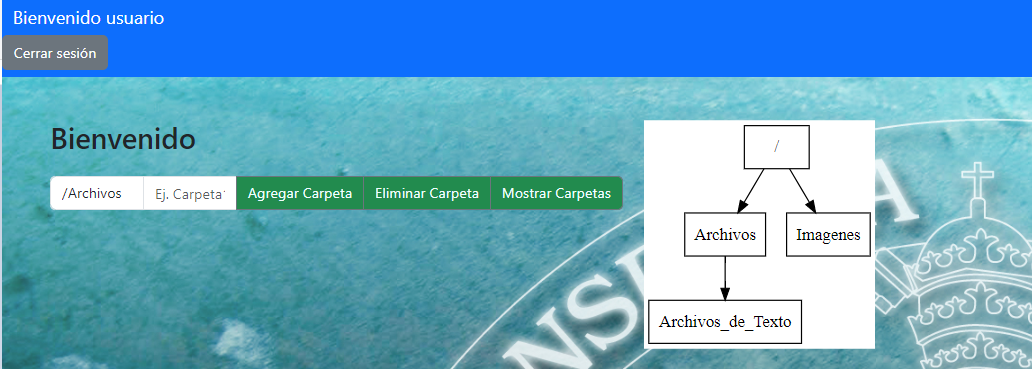 Bienvenido usuario
Cerrar sesión
Bienvenido
/Archivos Ej. Carpeta Agregar Carpeta Eliminar Carpeta Mostrar Carpetas
/
Archivos Imagenes
Archivos_de_Texto